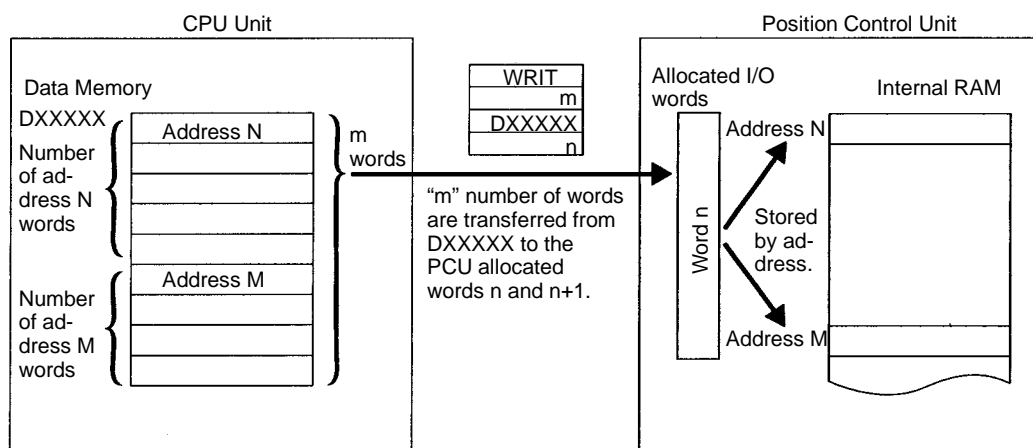 CPU Unit
Data Memory
DXXXXX
Number
of ad-
dress N
words
Address N
Address M
Number
of ad-
dress M
words
m
words
WRIT
m
DXXXXX
n
“m” number of words
are transferred from
DXXXXX to the
PCU allocated
words n and n+1.
Position Control Unit
Allocated I/O
words
Word n
Internal RAM
Address N
Stored
by ad-
dress.
Address M